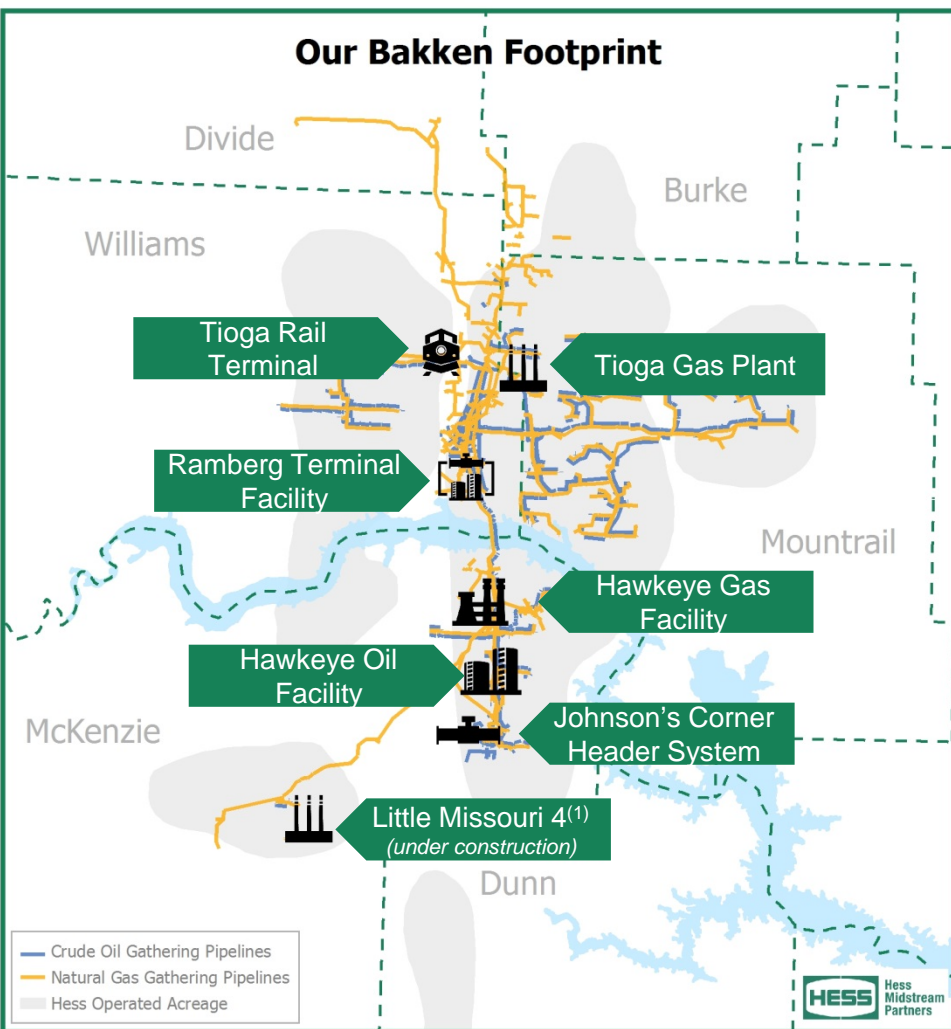 Our Bakken Footprint
Divide
Burke
Williams
Tioga Rail
Terminal
Tioga Gas Plant
Ramberg Terminal
Facility
Mountrail
Hawkeye Gas
Facility
Hawkeye Oil
Facility
McKenzie
Johnson's Corner
Header System
Little Missouri 4(1)
(under construction)
Dunn
Crude Oil Gathering Pipelines
Natural Gas Gathering Pipelines
Hess Operated Acreage
HESS
Hess
Midstream
Partners